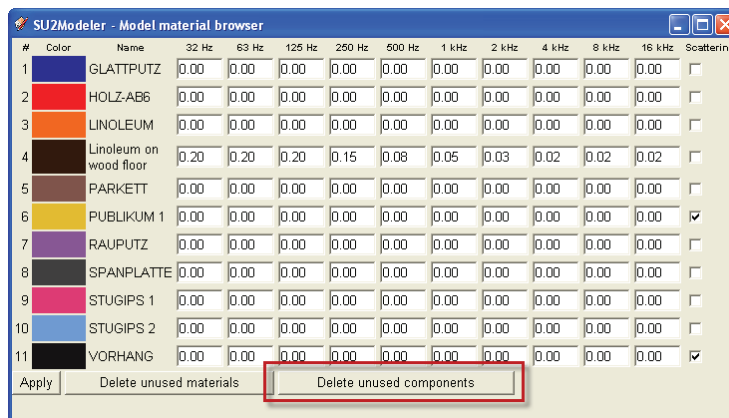 SU2Modeler - Model material browser
# Color Name 32 Hz 63 Hz 125 Hz 250 Hz 500 Hz 1 kHz 2 kHz 4 kHz 8 kHz 16 kHz Scatterin
1 GLATTPUTZ 0.00 0.00 0.00 0.00 0.00 0.00 0.00 0.00 0.00 0.00
2 HOLZ-AB6 0.00 0.00 0.00 0.00 0.00 0.00 0.00 0.00 0.00 0.00
3 LINOLEUM 0.00 0.00 0.00 0.00 0.00 0.00 0.00 0.00 0.00 0.00
4 Linoleum on
wood floor 0.20 0.20 0.20 0.15 0.08 0.05 0.03 0.02 0.02 0.02
5 PARKETT 0.00 0.00 0.00 0.00 0.00 0.00 0.00 0.00 0.00 0.00
6 PUBLIKUM 1 0.00 0.00 0.00 0.00 0.00 0.00 0.00 0.00 0.00 0.00
7 RAUPUTZ 0.00 0.00 0.00 0.00 0.00 0.00 0.00 0.00 0.00 0.00
8 SPANPLATTE 0.00 0.00 0.00 0.00 0.00 0.00 0.00 0.00 0.00 0.00
9 STUGIPS 1 0.00 0.00 0.00 0.00 0.00 0.00 0.00 0.00 0.00 0.00
10 STUGIPS 2 0.00 0.00 0.00 0.00 0.00 0.00 0.00 0.00 0.00 0.00
11 VORHANG 0.00 0.00 0.00 0.00 0.00 0.00 0.00 0.00 0.00 0.00
Apply Delete unused materials Delete unused components